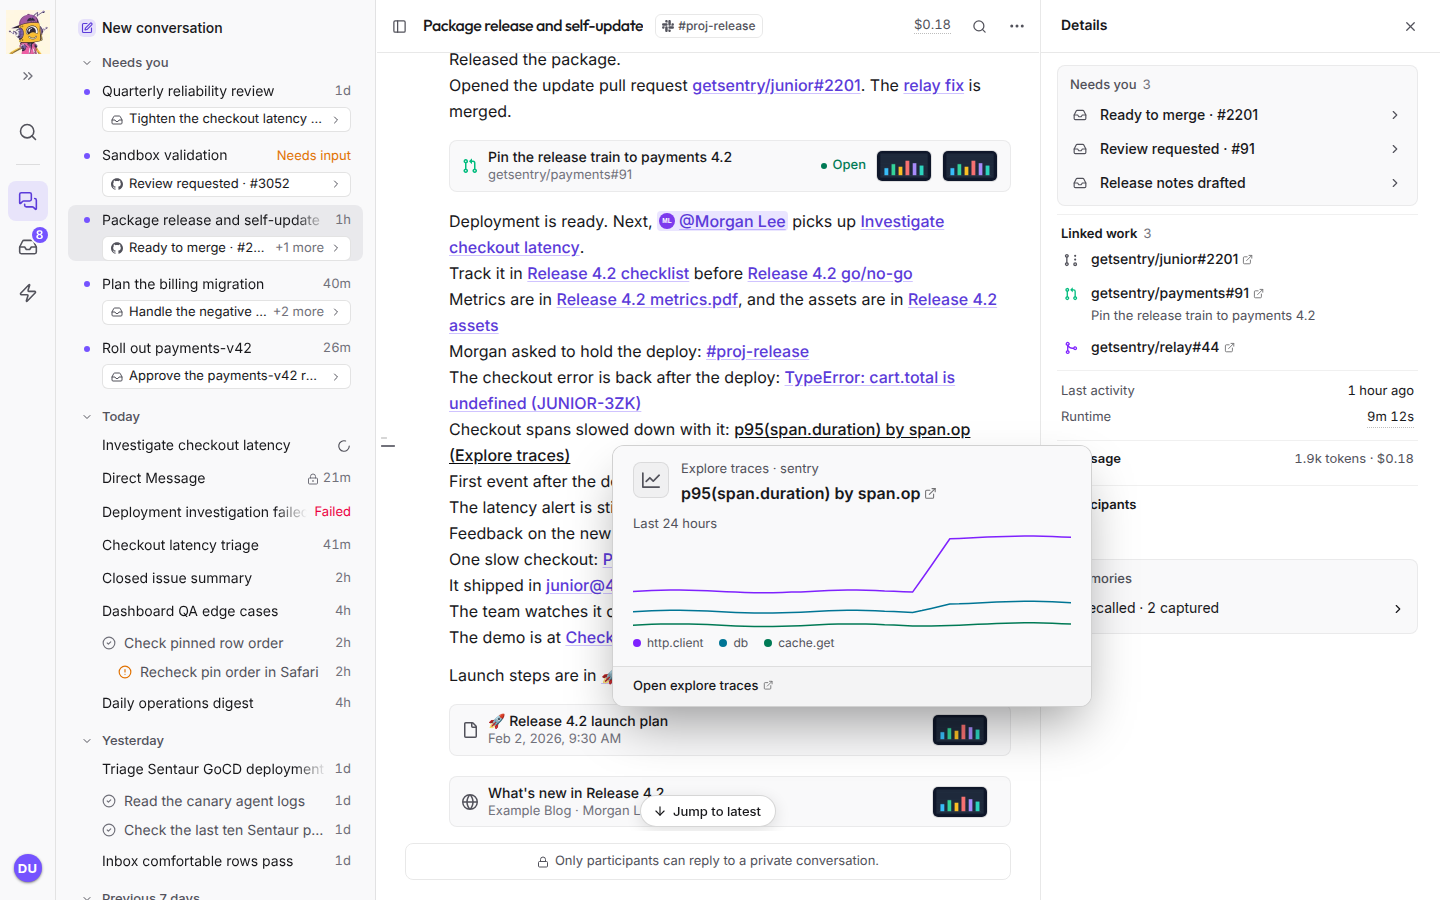 New conversation
Needs you
Quarterly reliability review 1d
Tighten the checkout latency ...
Sandbox validation Needs input
Review requested · #3052
Package release and self-update 1h
Ready to merge · #2... +1 more
Plan the billing migration 40m
Handle the negative ... +2 more
Roll out payments-v42 26m
Approve the payments-v42 r...
Today
Investigate checkout latency
Direct Message 21m
Deployment investigation failed Failed
Checkout latency triage 41m
Closed issue summary 2h
Dashboard QA edge cases 4h
Check pinned row order 2h
Recheck pin order in Safari 2h
Daily operations digest 4h
Yesterday
Triage Sentaur GoCD deployment 1d
Read the canary agent logs 1d
Check the last ten Sentaur p... 1d
Inbox comfortable rows pass 1d
Previous 7 days
8
DU
Package release and self-update #proj-release $0.18
Released the package.
Opened the update pull request getsentry/junior#2201. The relay fix is
merged.
Pin the release train to payments 4.2
getsentry/payments#91
Open
Deployment is ready. Next, ML @Morgan Lee picks up Investigate
checkout latency.
Track it in Release 4.2 checklist before Release 4.2 go/no-go
Metrics are in Release 4.2 metrics.pdf, and the assets are in Release 4.2
assets
Morgan asked to hold the deploy: #proj-release
The checkout error is back after the deploy: TypeError: cart.total is
undefined (JUNIOR-3ZK)
Checkout spans slowed down with it: p95(span.duration) by span.op
(Explore traces)
First event after the d
The latency alert is sti
Feedback on the new
One slow checkout: P
It shipped in junior@4
The team watches it o
The demo is at Check
Launch steps are in 🚀
Explore traces · sentry
p95(span.duration) by span.op
Last 24 hours
http.client db cache.get
Open explore traces
🚀 Release 4.2 launch plan
Feb 2, 2026, 9:30 AM
What's new in Release 4.2
Example Blog · Morgan L
Jump to latest
Only participants can reply to a private conversation.
Details
Needs you 3
Ready to merge · #2201
Review requested · #91
Release notes drafted
Linked work 3
getsentry/junior#2201
getsentry/payments#91
Pin the release train to payments 4.2
getsentry/relay#44
Last activity 1 hour ago
Runtime 9m 12s
sage 1.9k tokens · $0.18
cipants
mories
ecalled · 2 captured